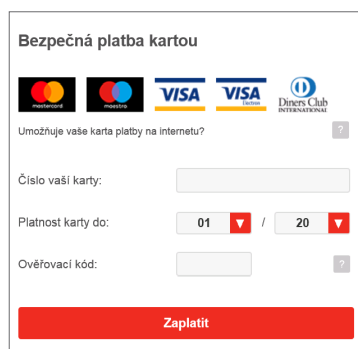 Bezpečná platba kartou
mastercard maestro VISA VISA Electron Diners Club INTERNATIONAL
Umožňuje vaše karta platby na internetu? ?
Číslo vaší karty:
Platnost karty do: 01 / 20
Ověřovací kód: ?
Zaplatit